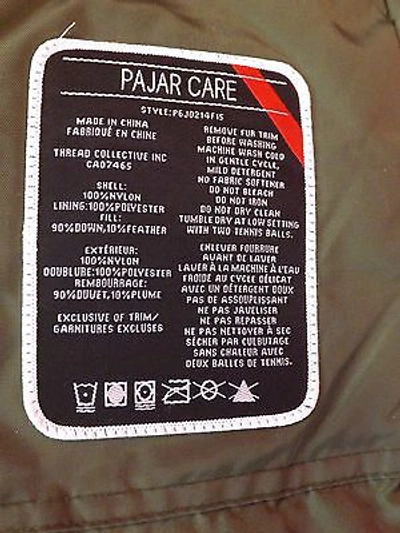 PAJAR CARE
STYLE:P6J0214F15
MADE IN CHINA
FABRIQUÉ EN CHINE
THREAD COLLECTIVE INC
CA07465
SHELL:
100%NYLON
LINING:100%POLYESTER
FILL:
90%DOWN,10%FEATHER
EXTÉRIEUR:
100%NYLON
DOUBLURE:100%POLYESTER
REMBOURRAGE:
90%DUVET,10%PLUME
EXCLUSIVE OF TRIM/
GARNITURES EXCLUSES
REMOVE FUR TRIM
BEFORE WASHING
MACHINE WASH COLD
IN GENTLE CYCLE,
MILD DETERGENT
NO FABRIC SOFTENER
DO NOT BLEACH
DO NOT IRON
DO NOT DRY CLEAN
TUMBLE DRY AT LOW SETTING
WITH TWO TENNIS BALLS.
ENLEVER FOURRURE
AVANT DE LAVER
LAVER À LA MACHINE À L'EAU
FROIDE AU CYCLE DÉLICAT
AVEC UN DÉTERGENT DOUX
PAS DE ASSOUPLISSANT
NE PAS JAVELISER
NE PAS REPASSER
NE PAS NETTOYER À SEC
SÉCHER PAR CULBUTAGE
SANS CHALEUR AVEC
DEUX BALLES DE TENNIS.